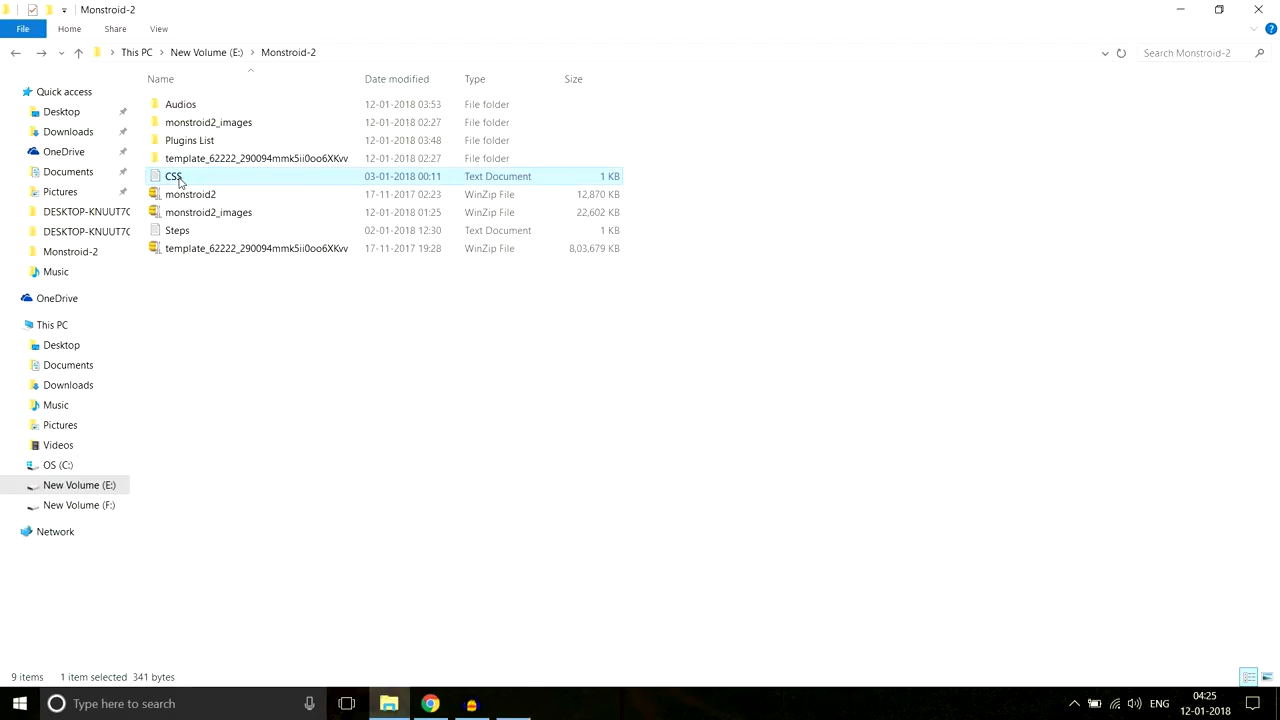 Monstroid-2
File Home Share View
This PC New Volume (E:) Monstroid-2 Search Monstroid-2
Name Date modified Type Size
Quick access
Desktop
Downloads
OneDrive
Documents
Pictures
DESKTOP-KNUUT7C
DESKTOP-KNUUT7C
Monstroid-2
Music
OneDrive
This PC
Desktop
Documents
Downloads
Music
Pictures
Videos
OS (C:)
New Volume (E:)
New Volume (F:)
Network
Audios 12-01-2018 03:53 File folder
monstroid2_images 12-01-2018 02:27 File folder
Plugins List 12-01-2018 03:48 File folder
template_62222_290094mmk5ii0oo6XKvv 12-01-2018 02:27 File folder
CSS 03-01-2018 00:11 Text Document 1 KB
monstroid2 17-11-2017 02:23 WinZip File 12,870 KB
monstroid2_images 12-01-2018 01:25 WinZip File 22,602 KB
Steps 02-01-2018 12:30 Text Document 1 KB
template_62222_290094mmk5ii0oo6XKvv 17-11-2017 19:28 WinZip File 8,03,679 KB
9 items 1 item selected 341 bytes
Type here to search
ENG
04:25
12-01-2018